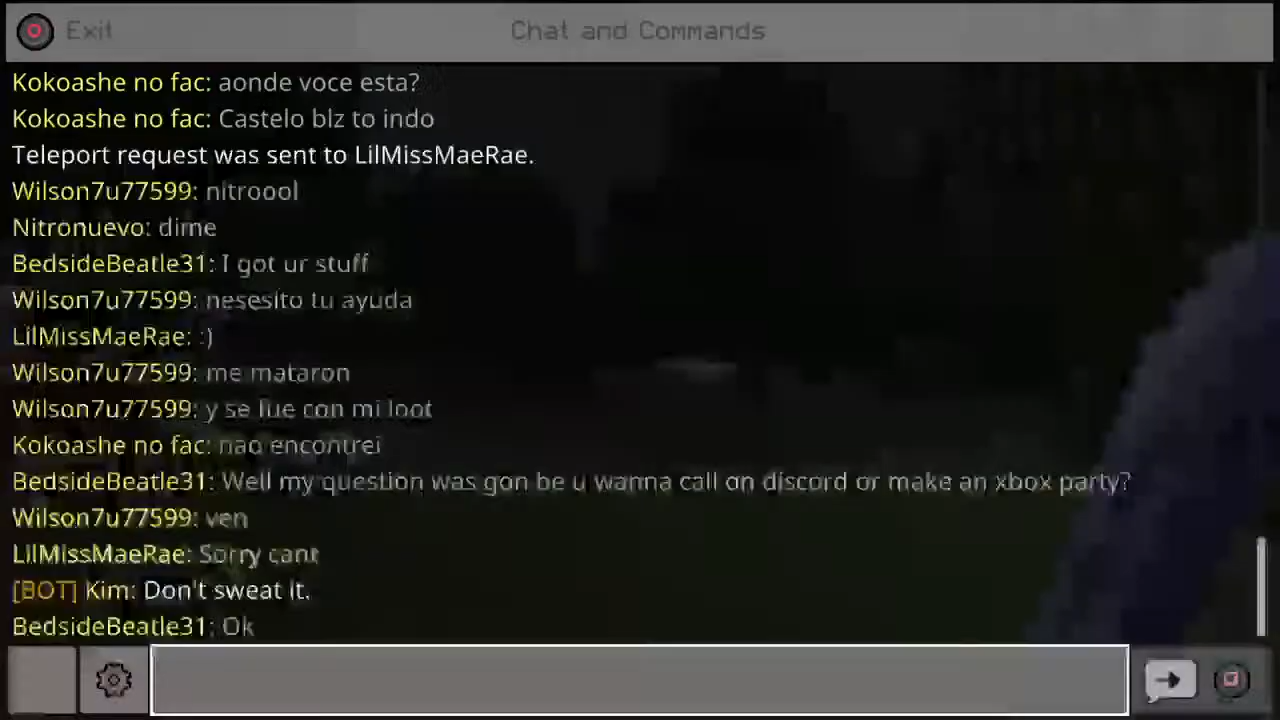 Exit
Chat and Commands
Kokoashe no fac: aonde voce esta?
Kokoashe no fac: Castelo blz to indo
Teleport request was sent to LilMissMaeRae.
Wilson7u77599: nitroool
Nitronuevo: dime
BedsideBeatle31: I got ur stuff
Wilson7u77599: nesesito tu ayuda
LilMissMaeRae: :)
Wilson7u77599: me mataron
Wilson7u77599: y se fue con mi loot
Kokoashe no fac: nao encontrei
BedsideBeatle31: Well my question was gon be u wanna call on discord or make an xbox party?
Wilson7u77599: ven
LilMissMaeRae: Sorry cant
[BOT] Kim: Don't sweat it.
BedsideBeatle31: Ok